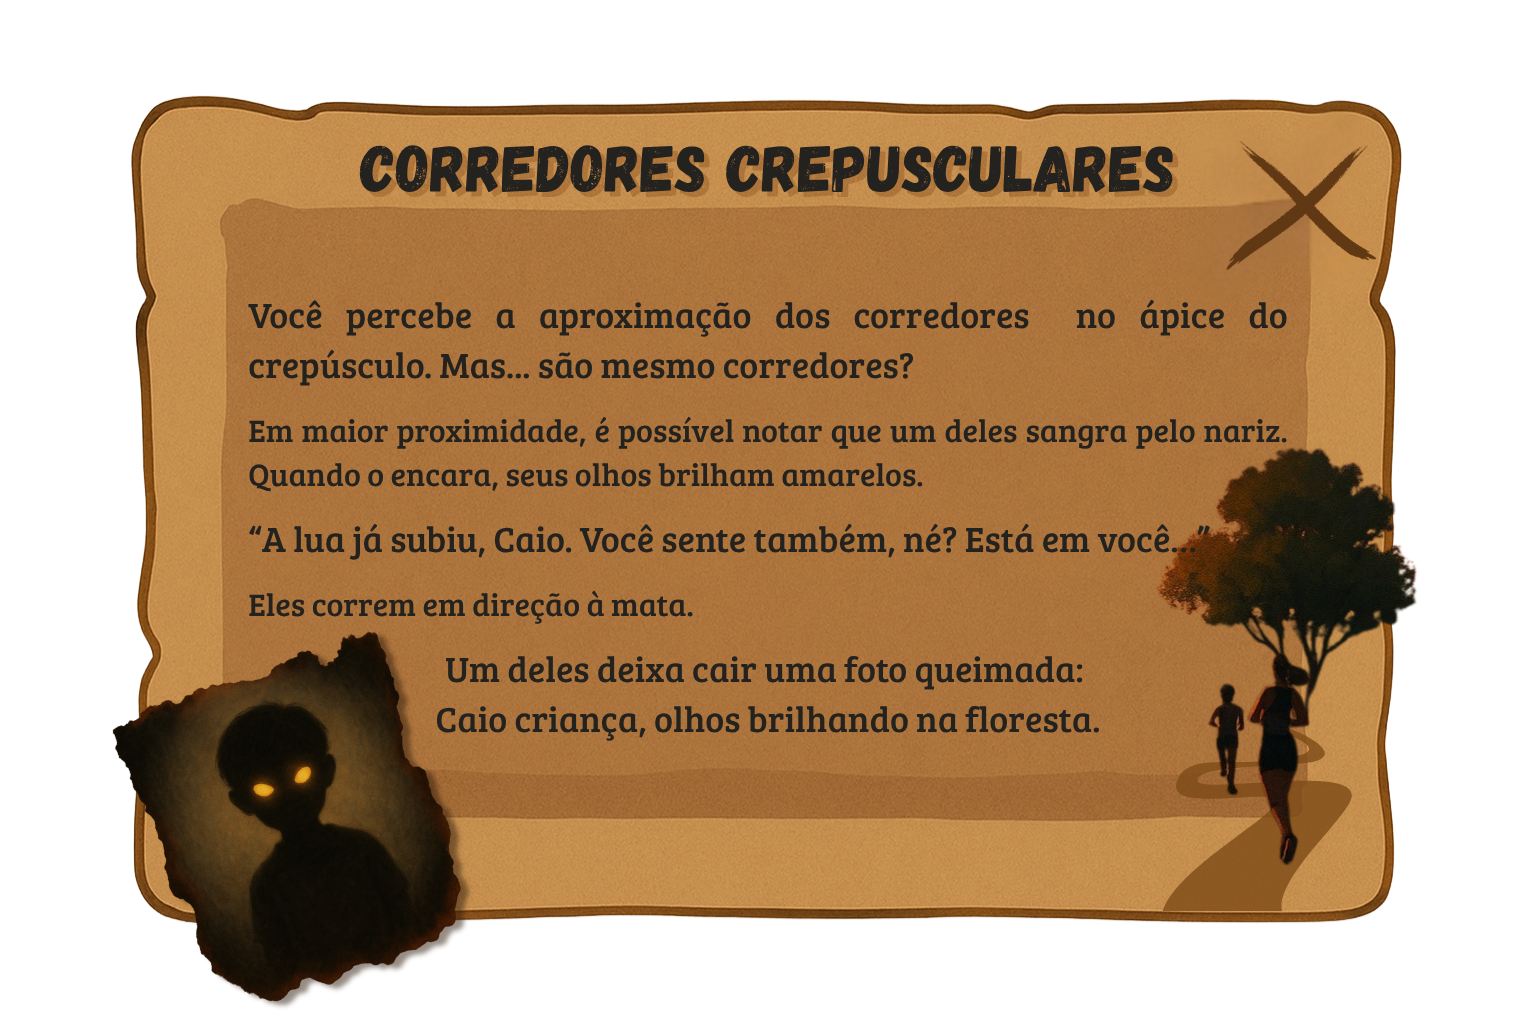 CORREDORES CREPUSCULARES
Você percebe a aproximação dos corredores no ápice do
crepúsculo. Mas... são mesmo corredores?
Em maior proximidade, é possível notar que um deles sangra pelo nariz.
Quando o encara, seus olhos brilham amarelos.
“A lua já subiu, Caio. Você sente também, né? Está em você...”
Eles correm em direção à mata.
Um deles deixa cair uma foto queimada:
Caio criança, olhos brilhando na floresta.